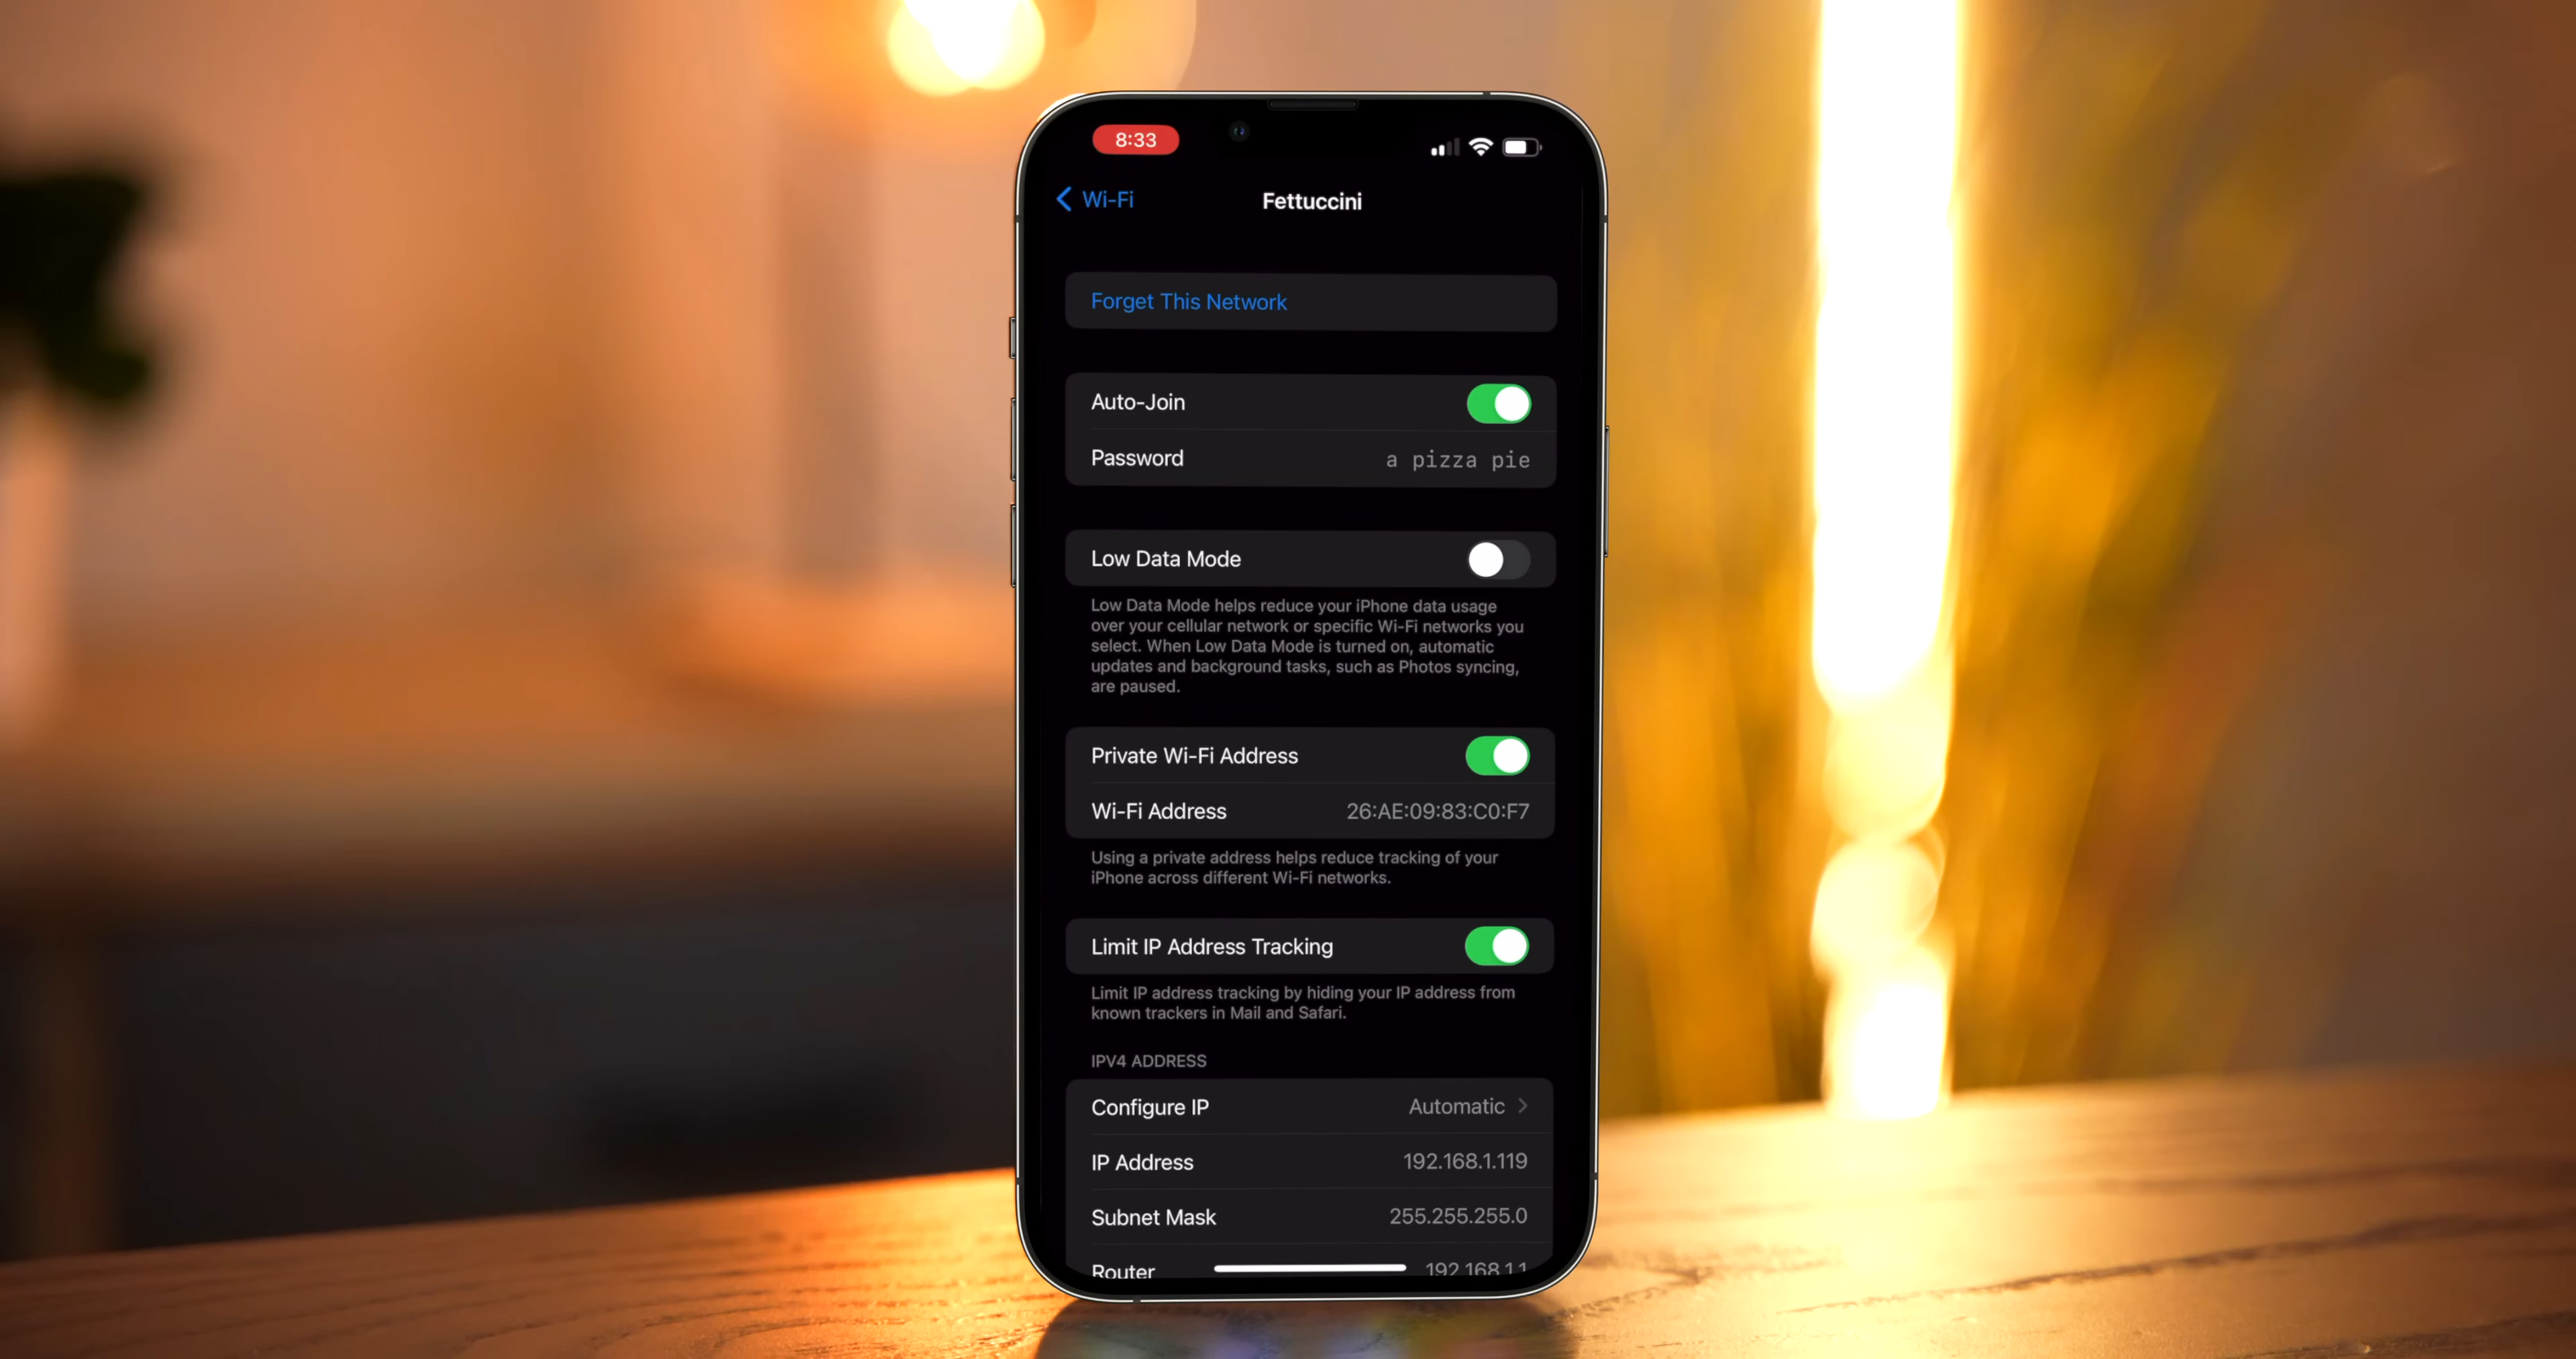 8:33
Wi-Fi
Fettuccini
Forget This Network
Auto-Join
Password a pizza pie
Low Data Mode
Low Data Mode helps reduce your iPhone data usage
over your cellular network or specific Wi-Fi networks you
select. When Low Data Mode is turned on, automatic
updates and background tasks, such as Photos syncing,
are paused.
Private Wi-Fi Address
Wi-Fi Address 26:AE:09:83:C0:F7
Using a private address helps reduce tracking of your
iPhone across different Wi-Fi networks.
Limit IP Address Tracking
Limit IP address tracking by hiding your IP address from
known trackers in Mail and Safari.
IPV4 ADDRESS
Configure IP Automatic
IP Address 192.168.1.119
Subnet Mask 255.255.255.0
Router 192.168.1.1